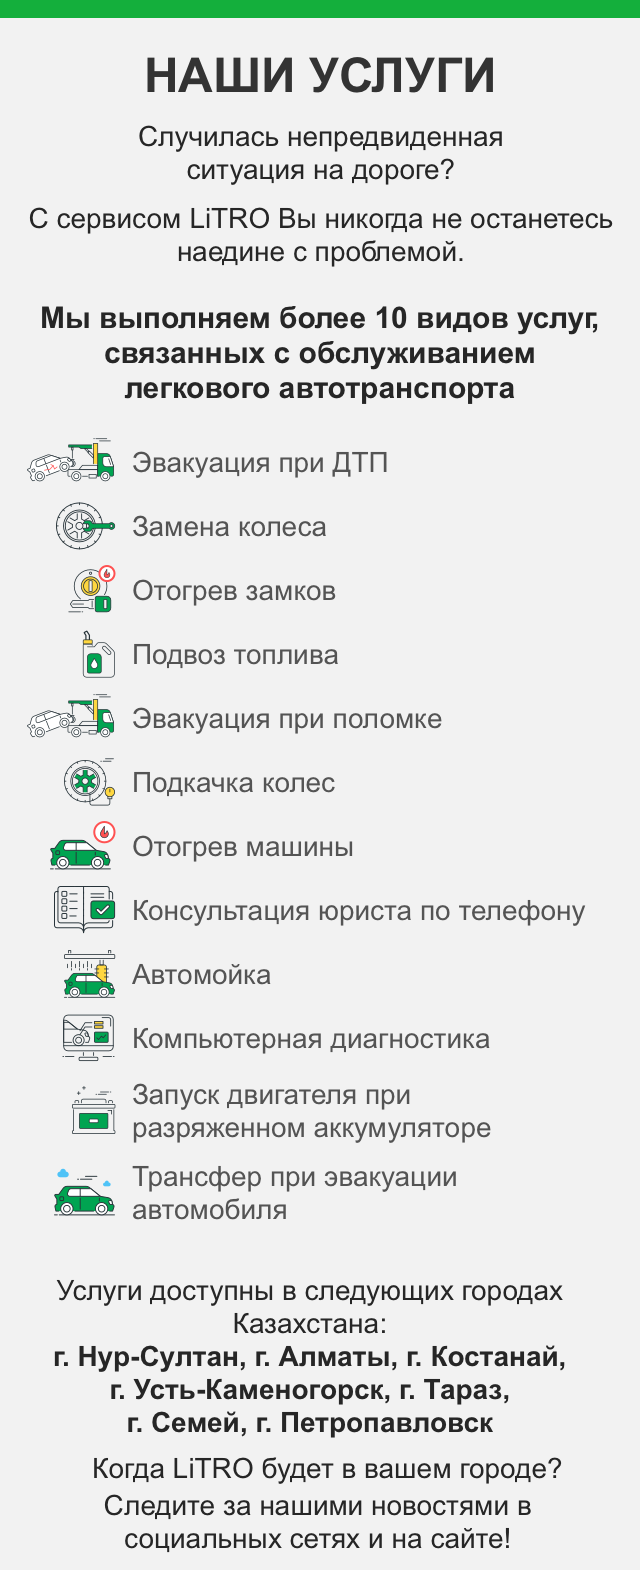 НАШИ УСЛУГИ
Случилась непредвиденная
ситуация на дороге?
С сервисом LiTRO Вы никогда не останетесь
наедине с проблемой.
Мы выполняем более 10 видов услуг,
связанных с обслуживанием
легкового автотранспорта
Эвакуация при ДТП
Замена колеса
Отогрев замков
Подвоз топлива
Эвакуация при поломке
Подкачка колес
Отогрев машины
Консультация юриста по телефону
Автомойка
Компьютерная диагностика
Запуск двигателя при
разряженном аккумуляторе
Трансфер при эвакуации
автомобиля
Услуги доступны в следующих городах
Казахстана:
г. Нур-Султан, г. Алматы, г. Костанай,
г. Усть-Каменогорск, г. Тараз,
г. Семей, г. Петропавловск
Когда LiTRO будет в вашем городе?
Следите за нашими новостями в
социальных сетях и на сайте!